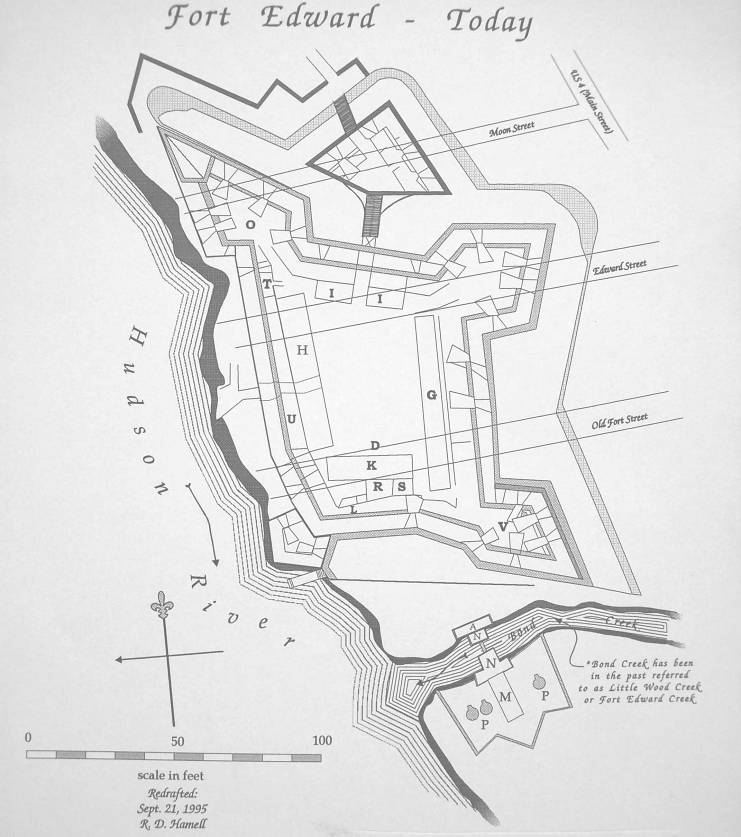 Fort Edward - Today
US 4 (Main Street)
Moon Street
O
Edward Street
T
I
I
H
Hudson
G
U
Old Fort Street
D
K
R
S
L
V
River
A
N
Bond
Creek
N
*Bond Creek has been
in the past referred
to as Little Wood Creek
or Fort Edward Creek
M
P
P
0
50
100
scale in feet
Redrafted:
Sept. 21, 1995
R. D. Hamell